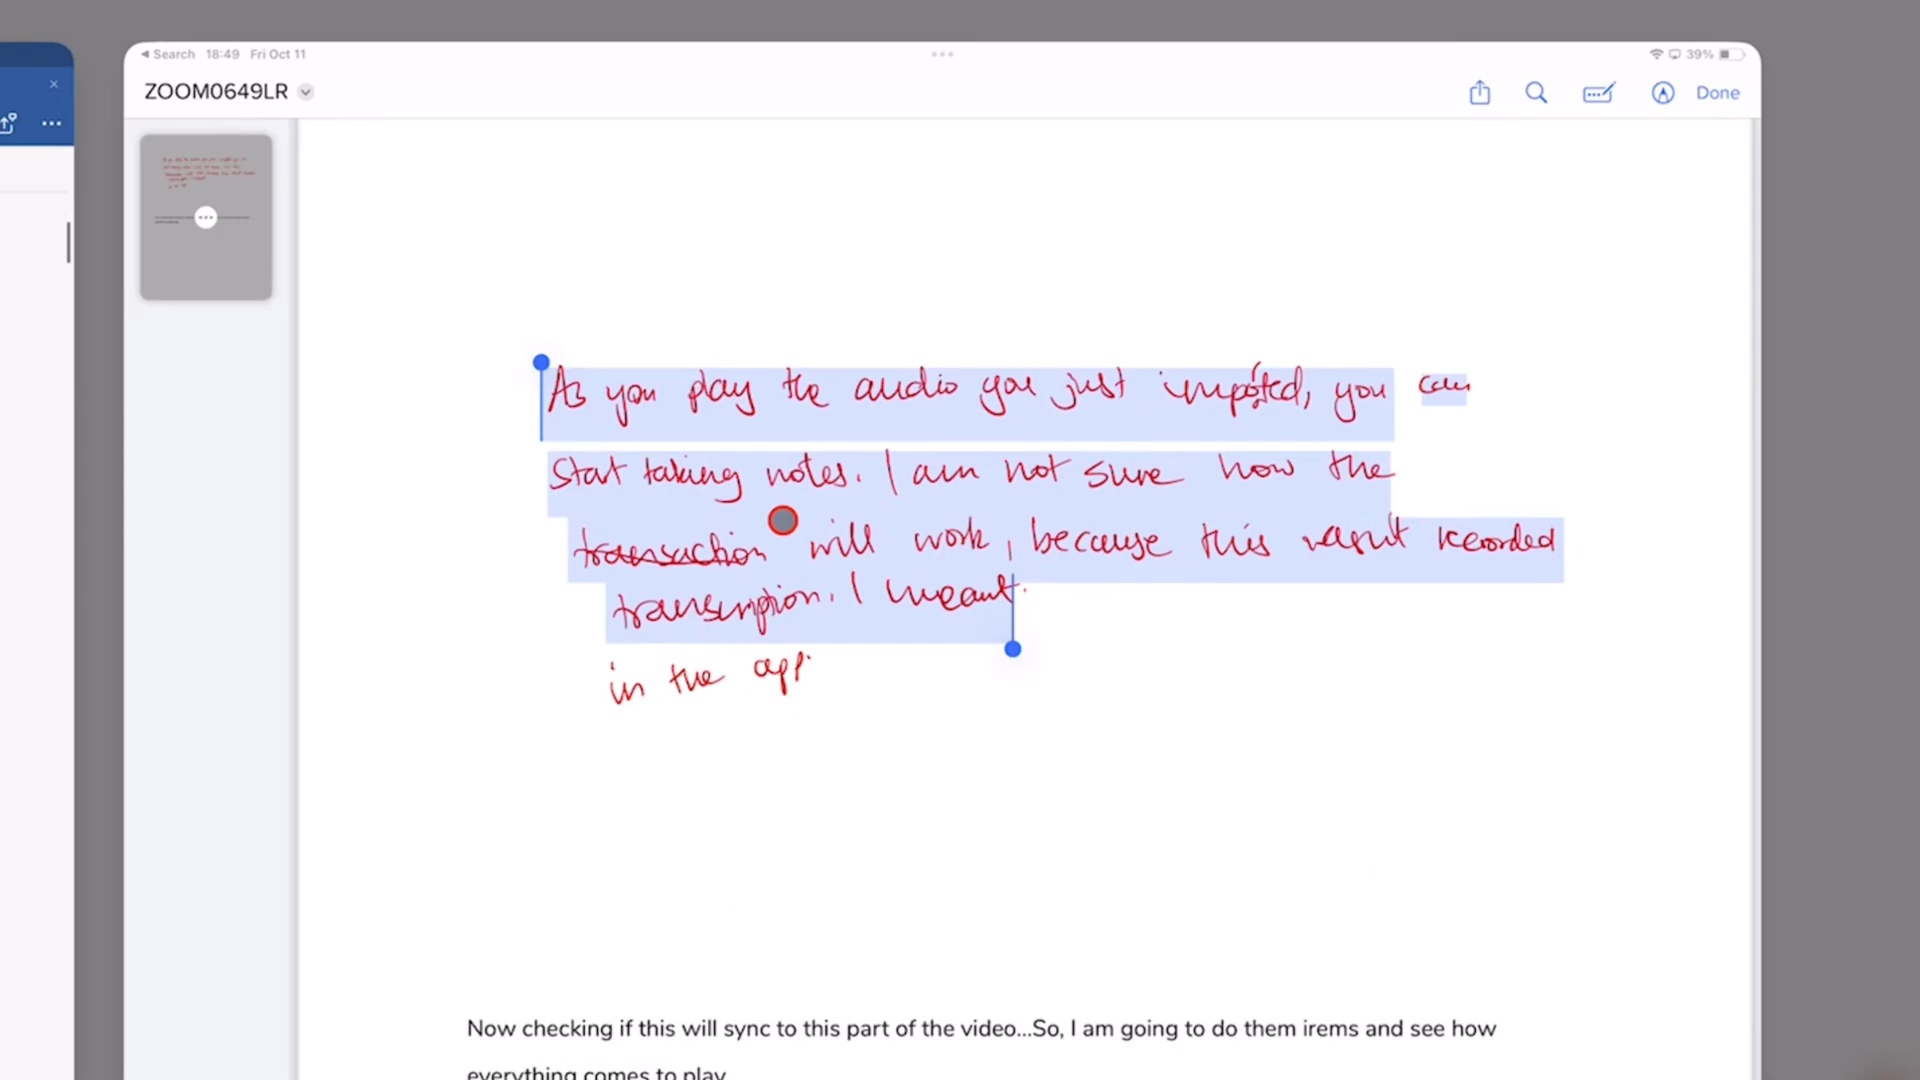 Search 18:49 Fri Oct 11
39%
ZOOM0649LR
Done
As you play the audio you just imported, you can
Start taking notes. I am not sure how the
transaction will work, because this wasn't recorded
transcription. I meant.
in the app.
Now checking if this will sync to this part of the video...So, I am going to do them irems and see how
everything comes to play